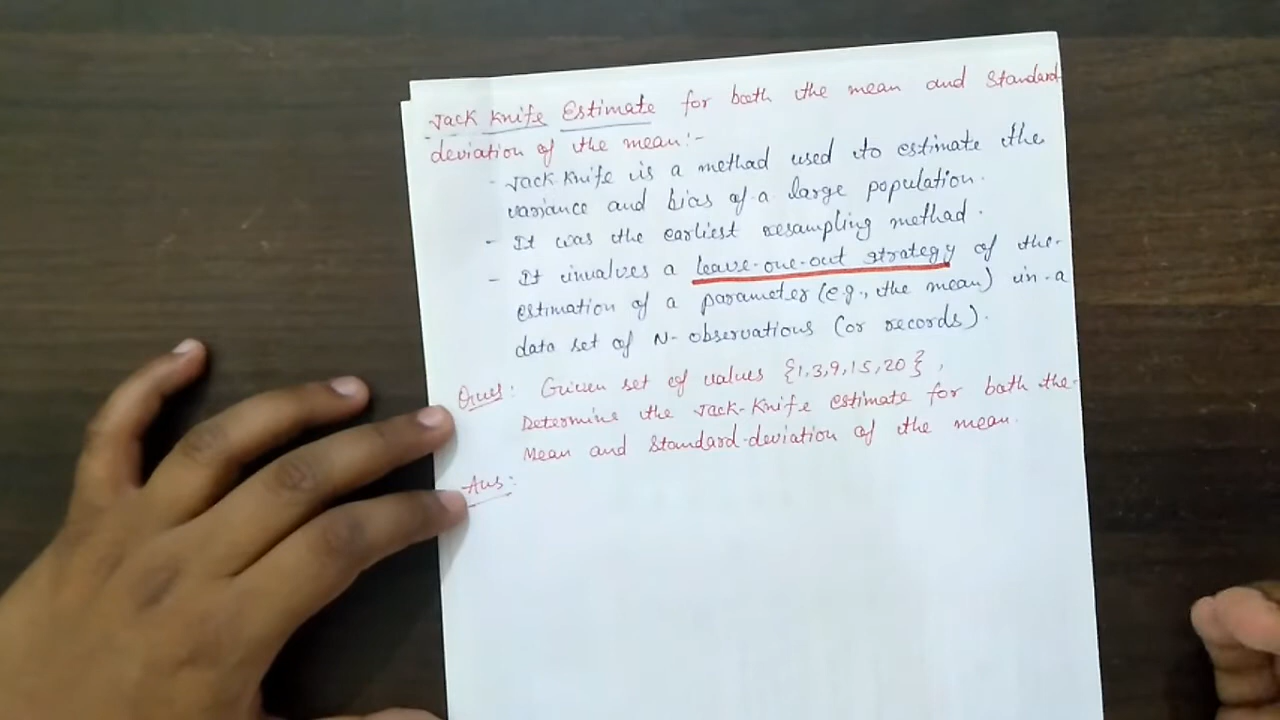 Jack Knife Estimate for both the mean and Standard
deviation of the mean:-
- Jack Knife is a method used to estimate the
variance and bias of a large population.
- It was the earliest resampling method.
- It involves a leave-one-out strategy of the-
estimation of a parameter (e.g., the mean) in-a
data set of N-observations (or records).
Ques: Given set of values {1,3,9,15,20},
Determine the Jack-Knife estimate for both the-
Mean and Standard-deviation of the mean.
Ans: